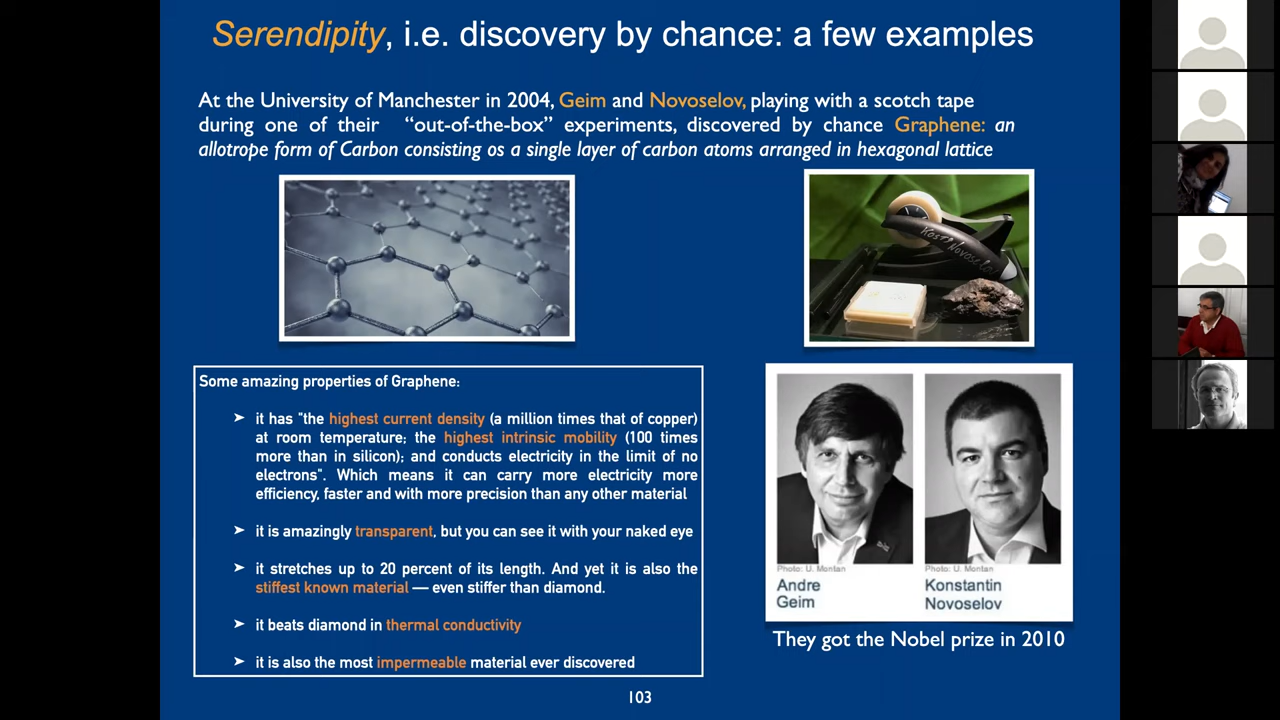 Serendipity, i.e. discovery by chance: a few examples
At the University of Manchester in 2004, Geim and Novoselov, playing with a scotch tape
during one of their “out-of-the-box” experiments, discovered by chance Graphene: an
allotrope form of Carbon consisting os a single layer of carbon atoms arranged in hexagonal lattice
Kostya Novoselov
Some amazing properties of Graphene:
➤ it has "the highest current density (a million times that of copper)
at room temperature; the highest intrinsic mobility (100 times
more than in silicon); and conducts electricity in the limit of no
electrons". Which means it can carry more electricity more
efficiency, faster and with more precision than any other material
➤ it is amazingly transparent, but you can see it with your naked eye
➤ it stretches up to 20 percent of its length. And yet it is also the
stiffest known material — even stiffer than diamond.
➤ it beats diamond in thermal conductivity
➤ it is also the most impermeable material ever discovered
Photo: U. Montan
Andre
Geim
Photo: U. Montan
Konstantin
Novoselov
They got the Nobel prize in 2010
103